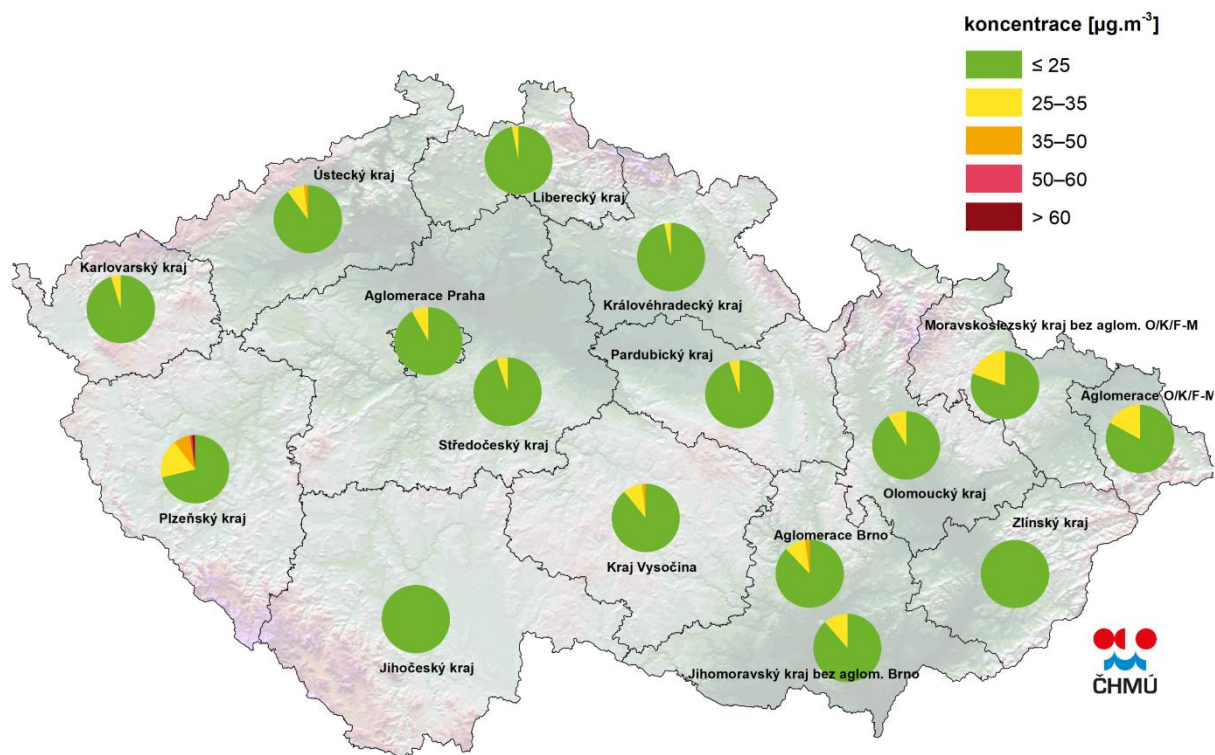 koncentrace [µg.m⁻³]
≤ 25
25–35
35–50
50–60
> 60
Ústecký kraj
Liberecký kraj
Karlovarský kraj
Aglomerace Praha
Královéhradecký kraj
Moravskoslezský kraj bez aglom. O/K/F-M
Pardubický kraj
Aglomerace O/K/F-M
Středočeský kraj
Olomoucký kraj
Plzeňský kraj
Zlínský kraj
Aglomerace Brno
Kraj Vysočina
Jihočeský kraj
Jihomoravský kraj bez aglom. Brno
ČHMÚ